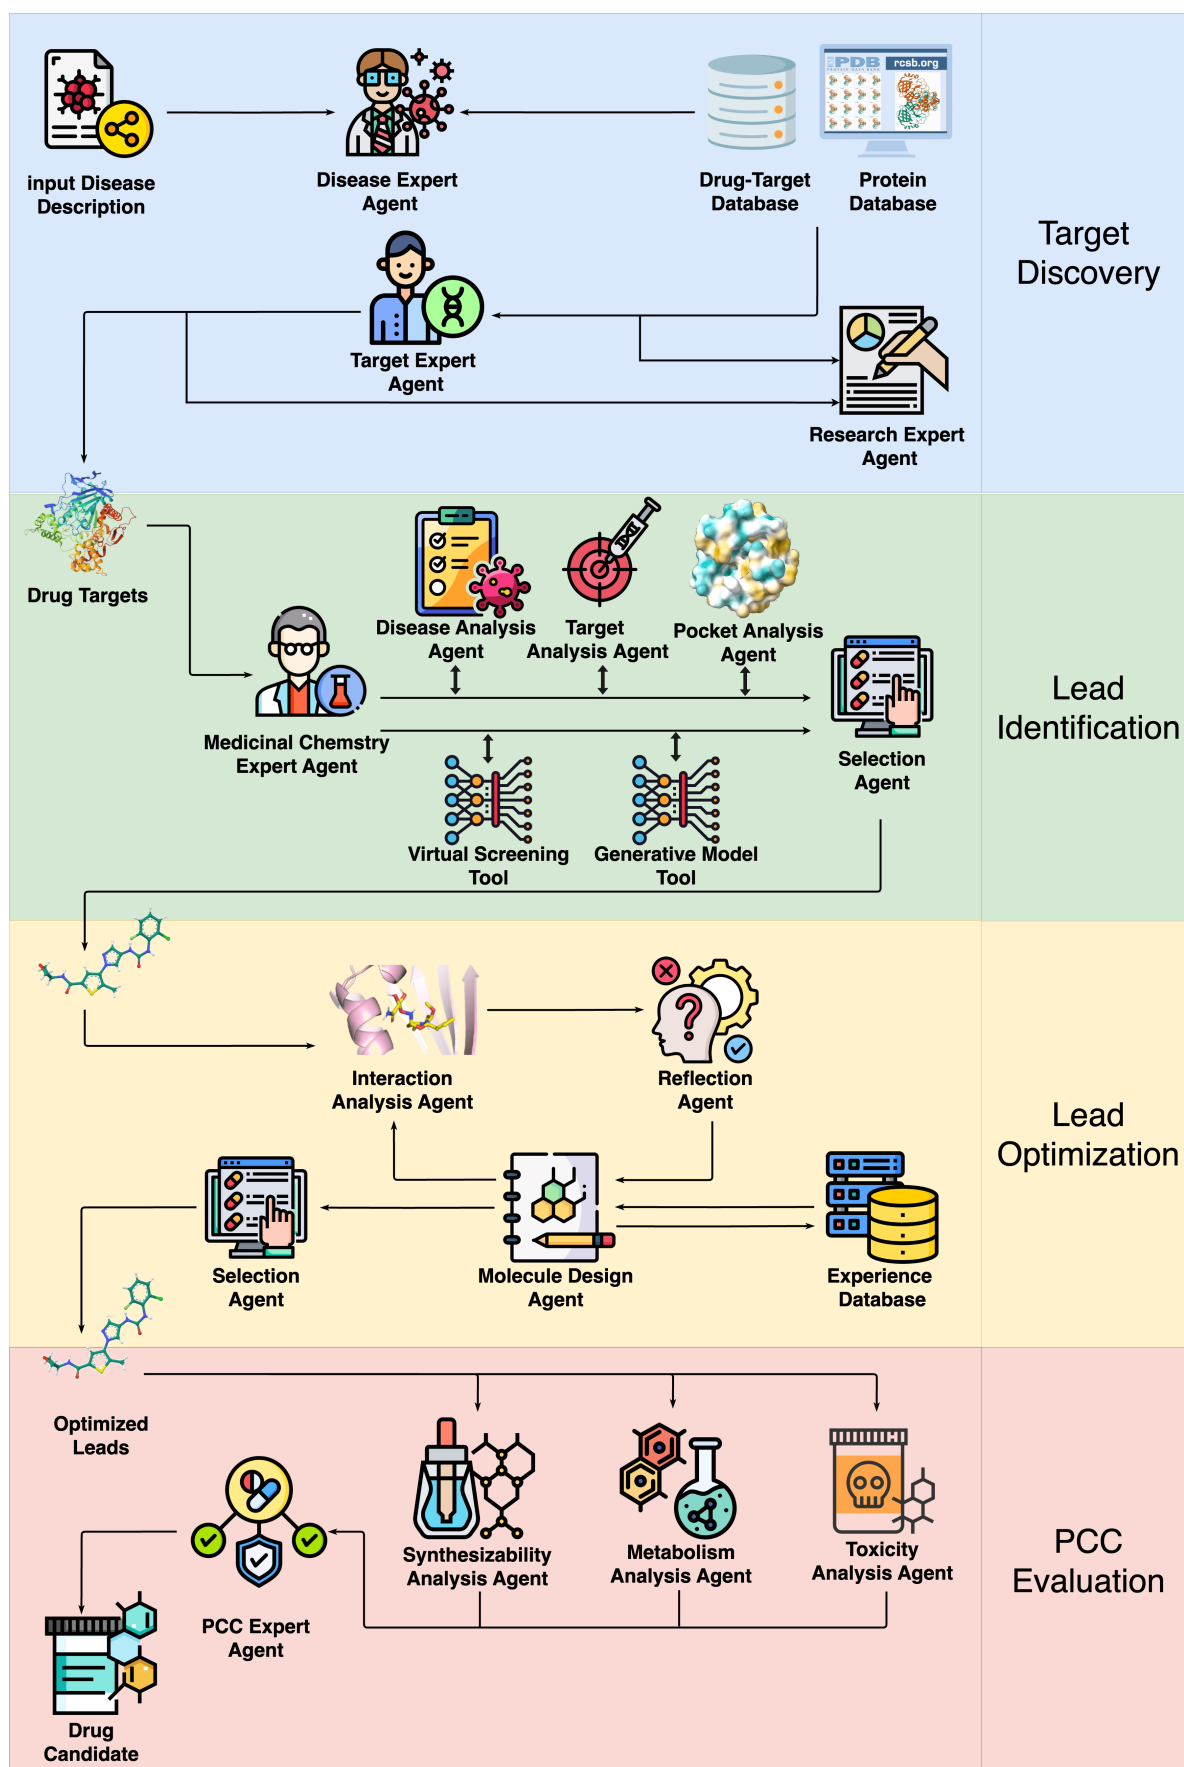 PDB
PROTEIN DATA BANK
rcsb.org
input Disease
Description
Disease Expert
Agent
Drug-Target
Database
Protein
Database
Target
Discovery
Target Expert
Agent
Research Expert
Agent
Drug Targets
Disease Analysis
Agent
Target
Analysis Agent
Pocket Analysis
Agent
Medicinal Chemstry
Expert Agent
Selection
Agent
Lead
Identification
Virtual Screening
Tool
Generative Model
Tool
Interaction
Analysis Agent
Reflection
Agent
Lead
Optimization
Selection
Agent
Molecule Design
Agent
Experience
Database
Optimized
Leads
Synthesizability
Analysis Agent
Metabolism
Analysis Agent
Toxicity
Analysis Agent
PCC
Evaluation
PCC Expert
Agent
Drug
Candidate